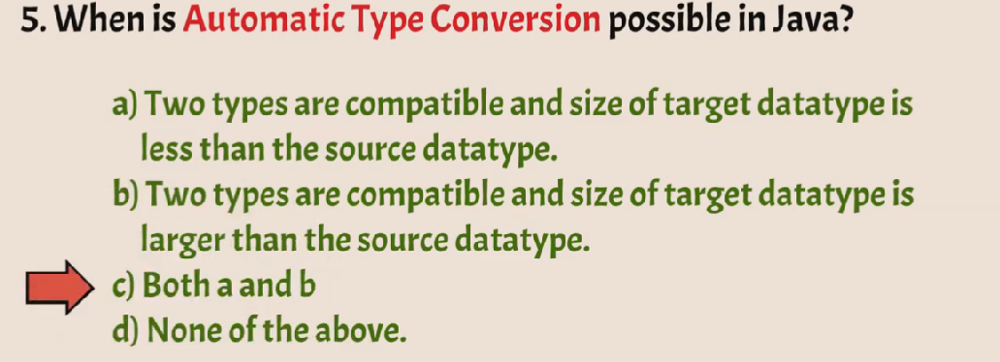 5. When is Automatic Type Conversion possible in Java?
a) Two types are compatible and size of target datatype is
less than the source datatype.
b) Two types are compatible and size of target datatype is
larger than the source datatype.
c) Both a and b
d) None of the above.